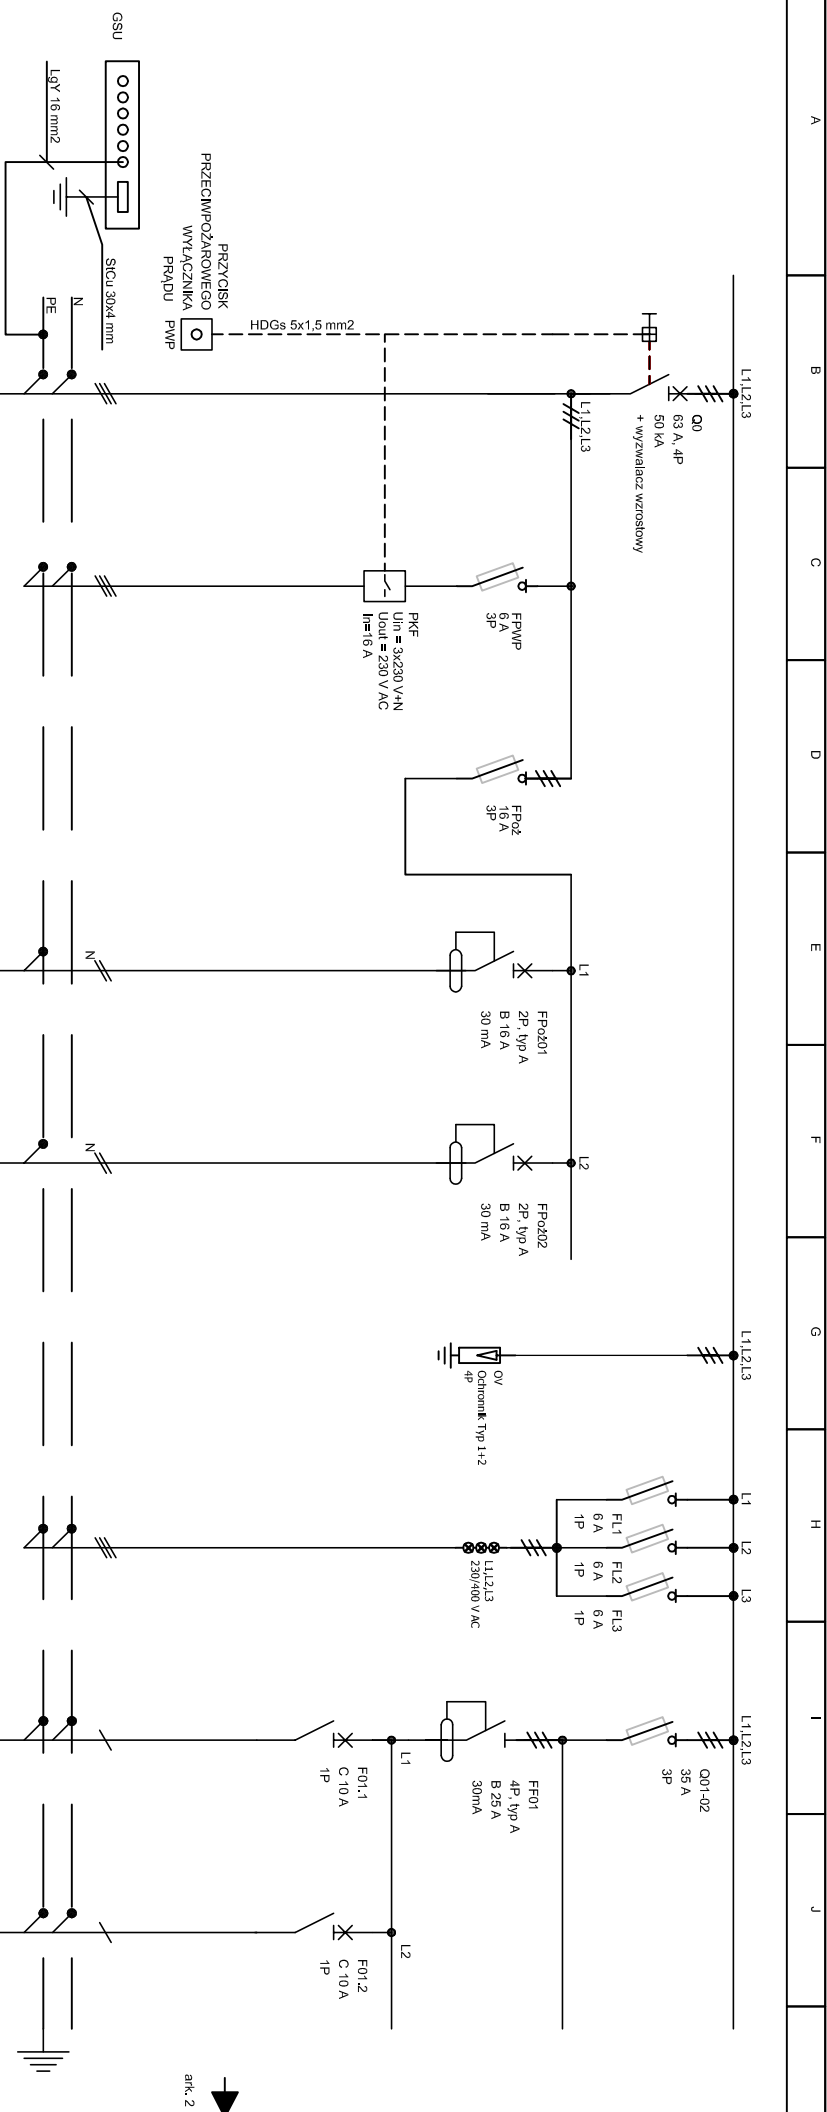 A
B
C
D
E
F
G
H
I
J
GSU
LgY 16 mm2
StCu 30x4 mm
PRZYCISK
PRZECIWPOŻAROWEGO
WYŁĄCZNIKA
PRĄDU
PWP
HDGs 5x1,5 mm2
N
PE
L1,L2,L3
Q0
63 A, 4P
50 kA
+ wyzwalacz wzrostowy
L1,L2,L3
FPWP
6 A
3P
PKF
Uin = 3x230 V+N
Uout = 230 V AC
In=16 A
FPoż
16 A
3P
L1
FPoż01
2P, typ A
B 16 A
30 mA
N
L2
FPoż02
2P, typ A
B 16 A
30 mA
N
L1,L2,L3
OV
Ochronnik Typ 1+2
4P
L1
L2
L3
FL1
6 A
1P
FL2
6 A
1P
FL3
6 A
1P
L1,L2,L3
230/400 V AC
L1,L2,L3
Q01-02
35 A
3P
FF01
4P, typ A
B 25 A
30mA
L1
F01.1
C 10 A
1P
L2
F01.2
C 10 A
1P
ark. 2